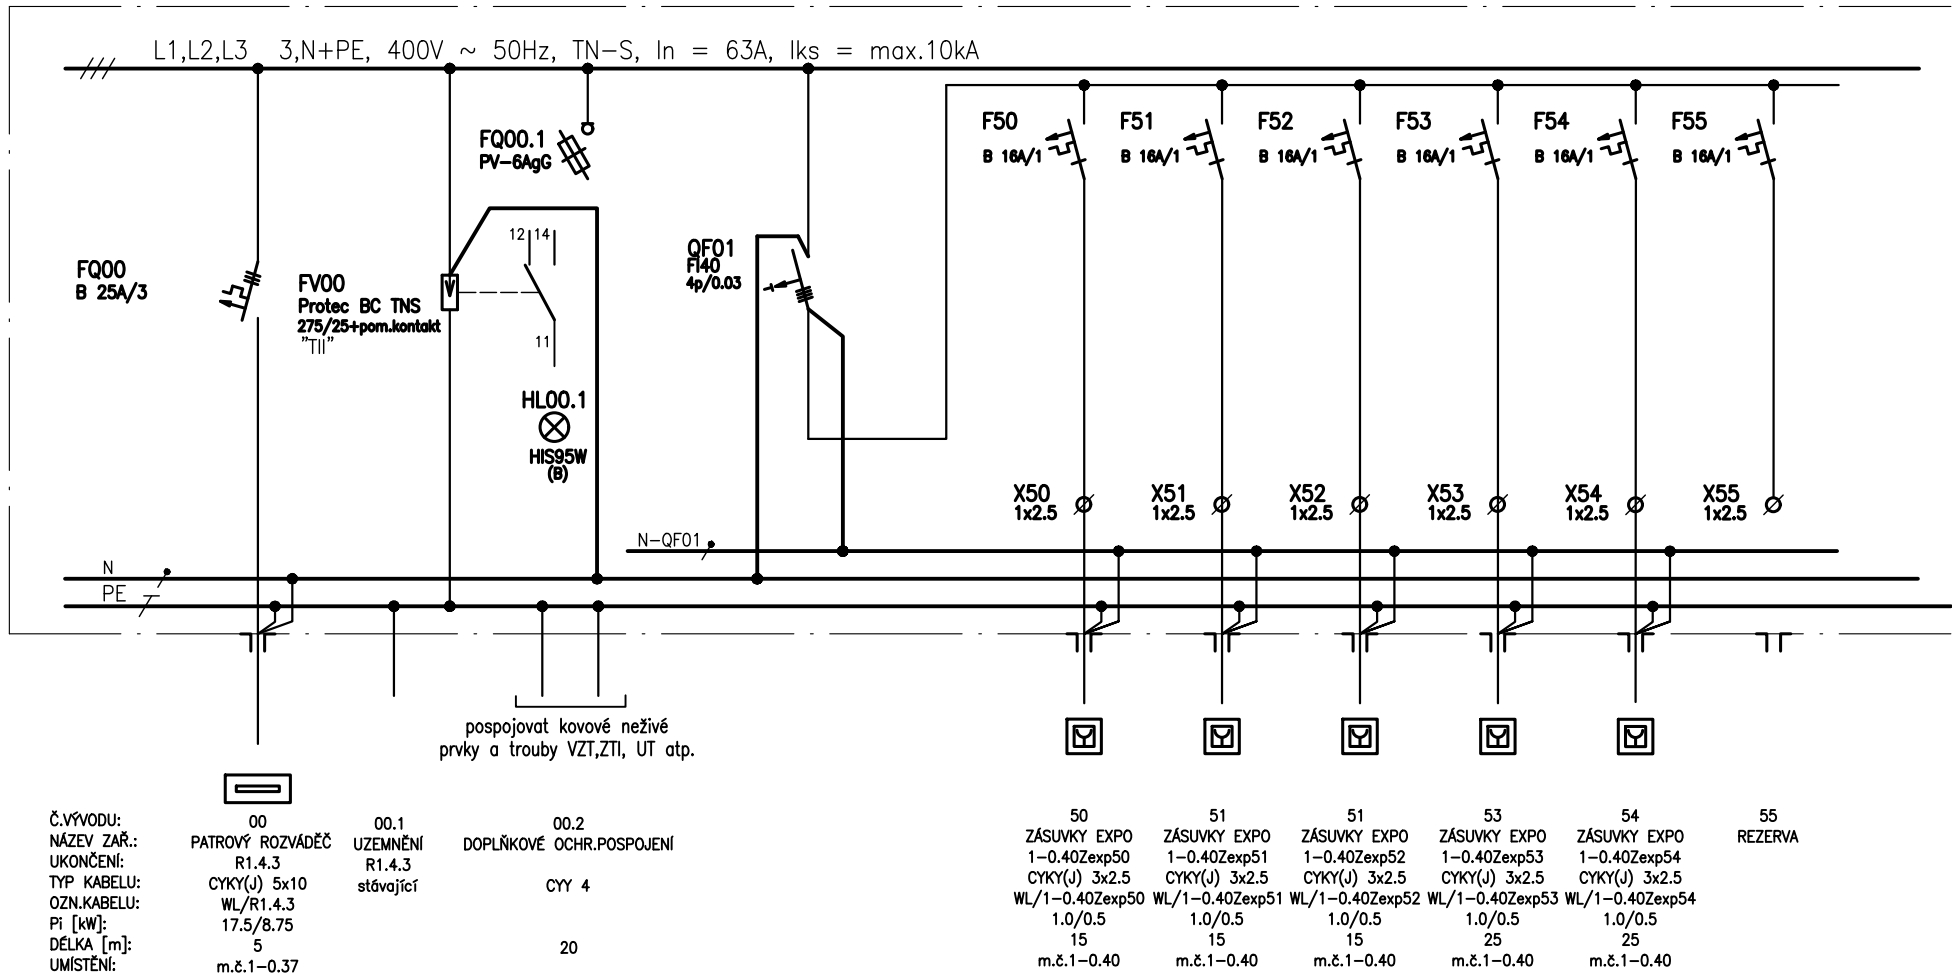 L1,L2,L3 3,N+PE, 400V ~ 50Hz, TN-S, In = 63A, Iks = max.10kA
FQ00
B 25A/3
FV00
Protec BC TNS
275/25+pom.kontakt
"TII"
FQ00.1
PV-6AgG
12 14
11
HL00.1
HIS95W
(B)
QF01
FI40
4p/0.03
F50
B 16A/1
F51
B 16A/1
F52
B 16A/1
F53
B 16A/1
F54
B 16A/1
F55
B 16A/1
X50
1x2.5
X51
1x2.5
X52
1x2.5
X53
1x2.5
X54
1x2.5
X55
1x2.5
N-QF01
N
PE
pospojovat kovové neživé
prvky a trouby VZT,ZTI, UT atp.
Č.VÝVODU: 00 00.1 00.2 50 51 51 53 54 55
NÁZEV ZAŘ.: PATROVÝ ROZVÁDĚČ UZEMNĚNÍ DOPLŇKOVÉ OCHR.POSPOJENÍ ZÁSUVKY EXPO ZÁSUVKY EXPO ZÁSUVKY EXPO ZÁSUVKY EXPO ZÁSUVKY EXPO REZERVA
UKONČENÍ: R1.4.3 R1.4.3 1-0.40Zexp50 1-0.40Zexp51 1-0.40Zexp52 1-0.40Zexp53 1-0.40Zexp54
TYP KABELU: CYKY(J) 5x10 stávající CYY 4 CYKY(J) 3x2.5 CYKY(J) 3x2.5 CYKY(J) 3x2.5 CYKY(J) 3x2.5 CYKY(J) 3x2.5
OZN.KABELU: WL/R1.4.3 WL/1-0.40Zexp50 WL/1-0.40Zexp51 WL/1-0.40Zexp52 WL/1-0.40Zexp53 WL/1-0.40Zexp54
Pi [kW]: 17.5/8.75 1.0/0.5 1.0/0.5 1.0/0.5 1.0/0.5 1.0/0.5
DÉLKA [m]: 5 20 15 15 15 25 25
UMÍSTĚNÍ: m.č.1-0.37 m.č.1-0.40 m.č.1-0.40 m.č.1-0.40 m.č.1-0.40 m.č.1-0.40